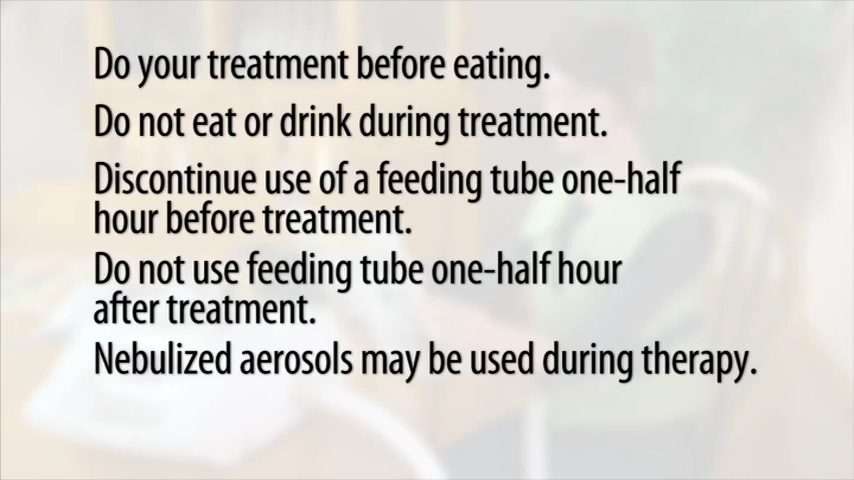 Do your treatment before eating.
Do not eat or drink during treatment.
Discontinue use of a feeding tube one-half
hour before treatment.
Do not use feeding tube one-half hour
after treatment.
Nebulized aerosols may be used during therapy.